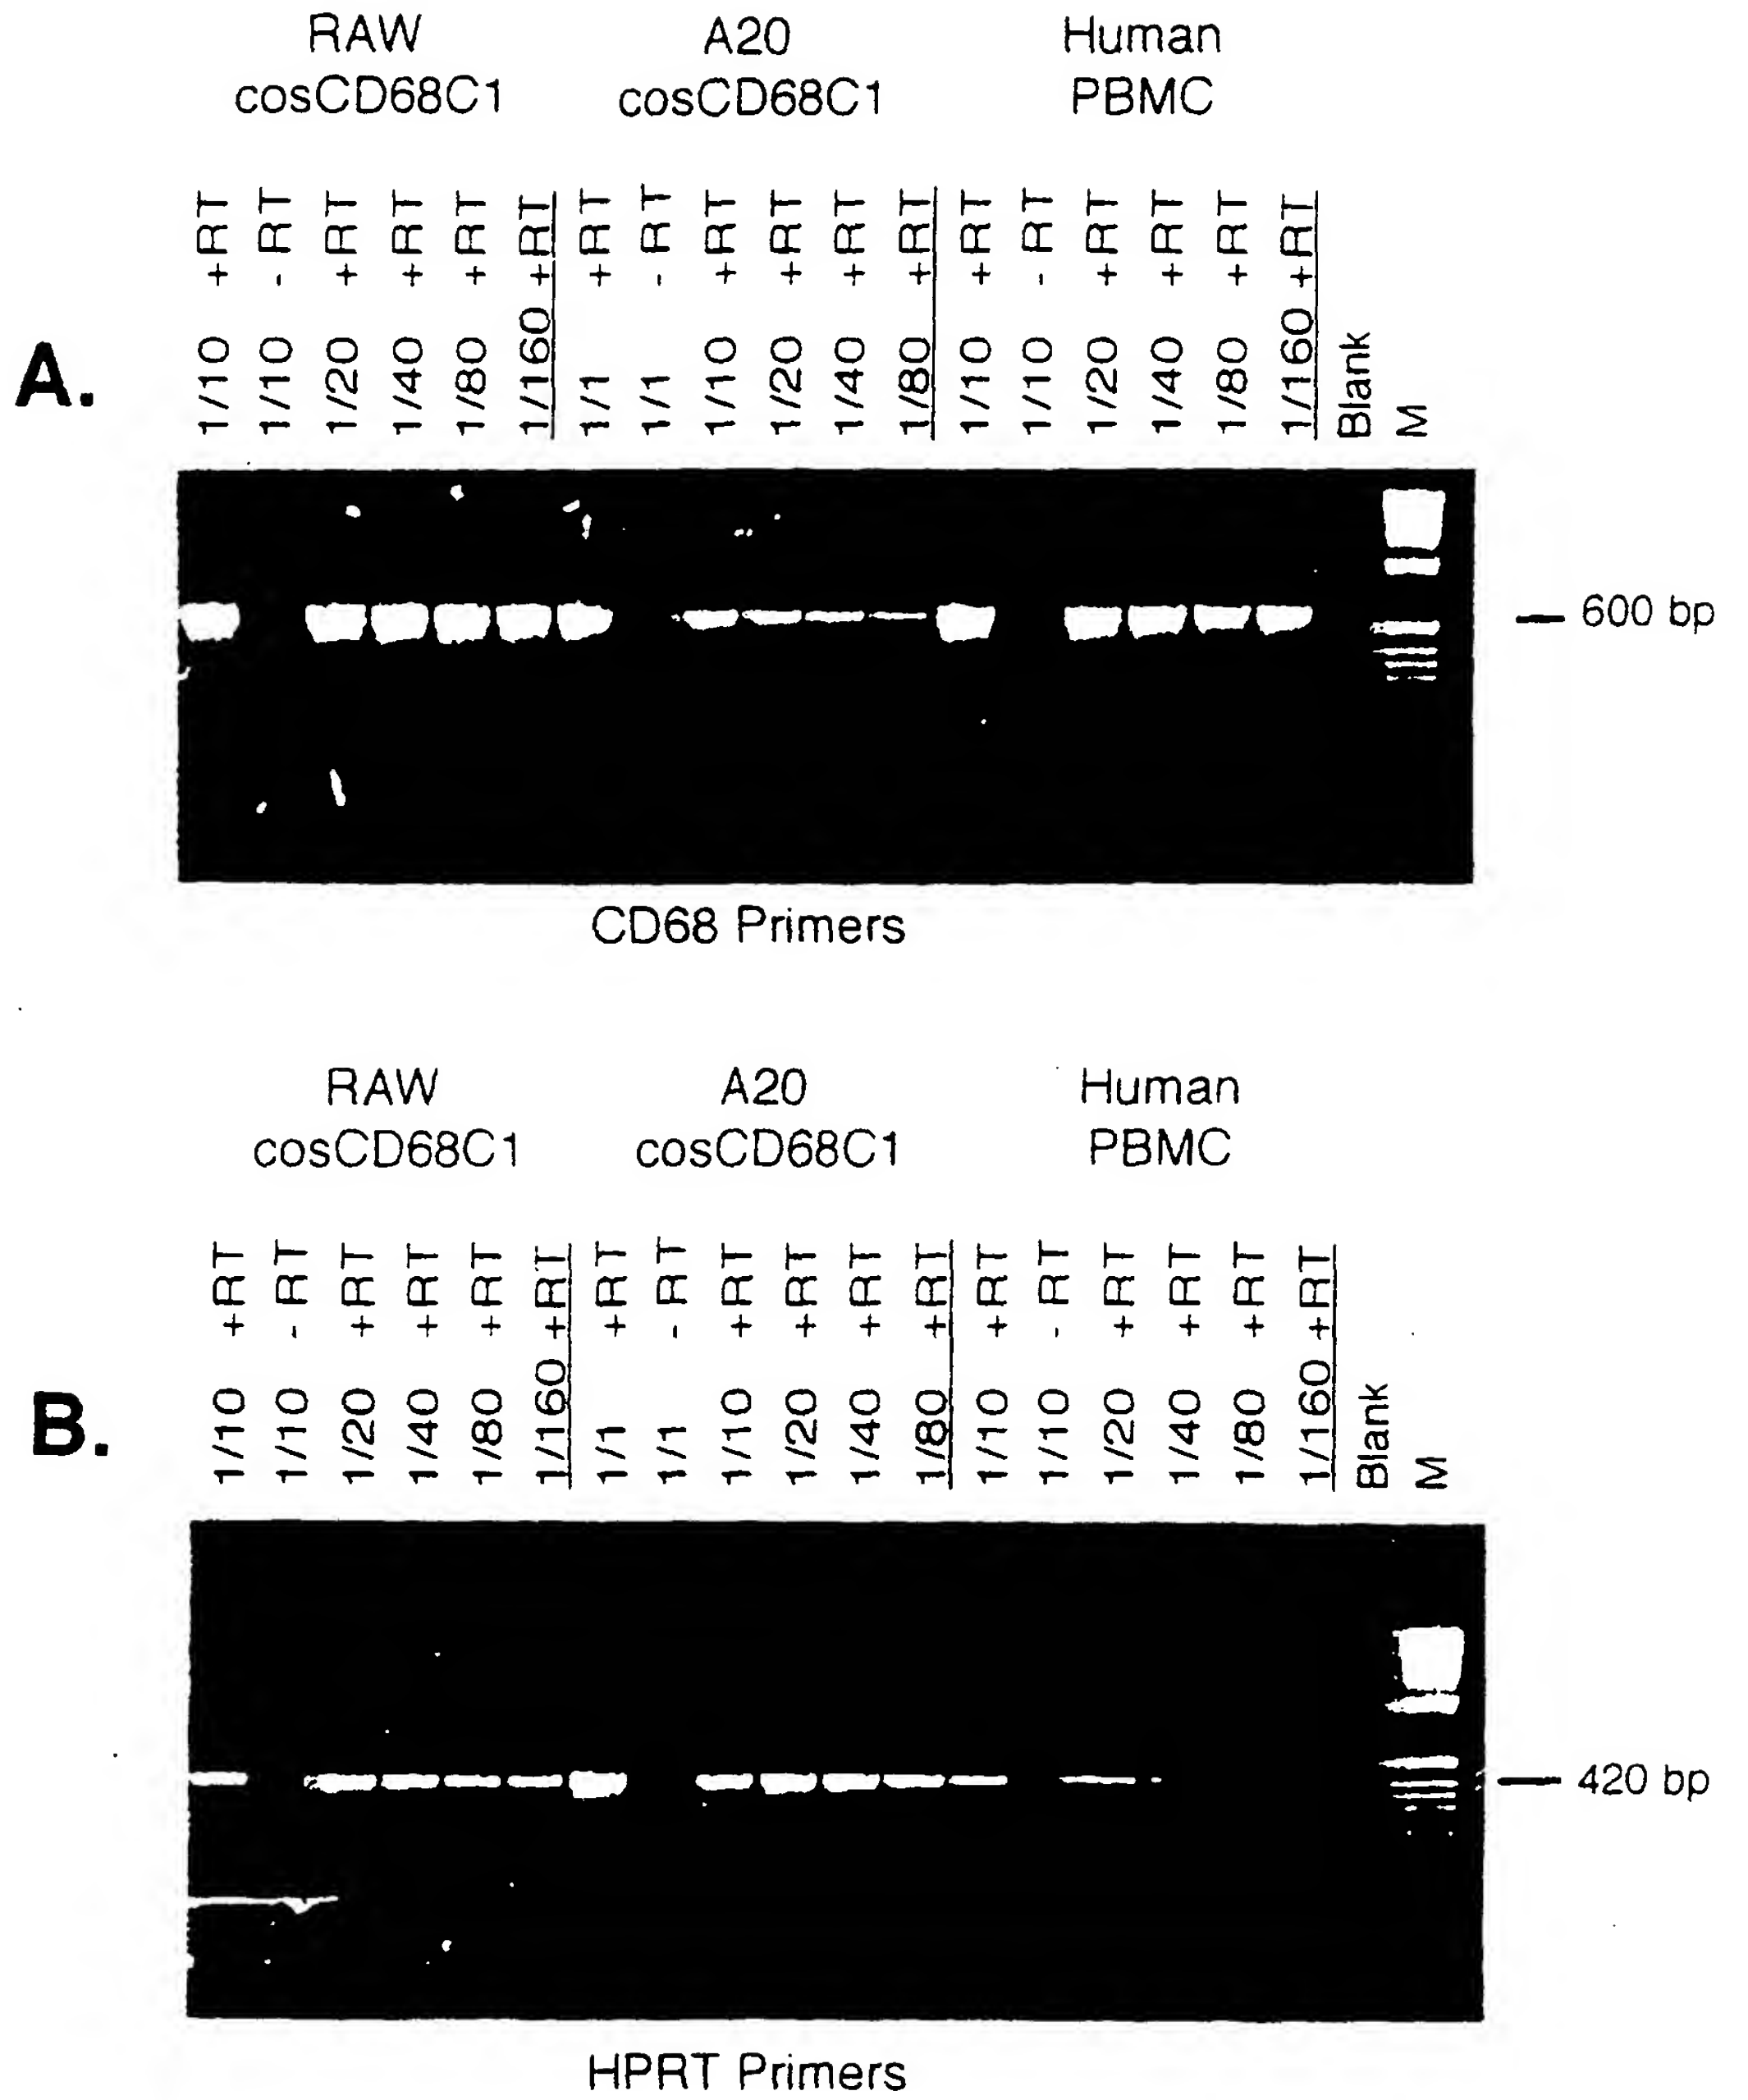 RAW A20 Human
cosCD68C1 cosCD68C1 PBMC
1/10 +RT
1/10 - RT
1/20 +RT
1/40 +RT
1/80 +RT
1/160 +RT
1/1 +RT
1/1 - RT
1/10 +RT
1/20 +RT
1/40 +RT
1/80 +RT
1/10 +RT
1/10 - RT
1/20 +RT
1/40 +RT
1/80 +RT
1/160 +RT
Blank
M
A.
600 bp
CD68 Primers
RAW A20 Human
cosCD68C1 cosCD68C1 PBMC
1/10 +RT
1/10 - RT
1/20 +RT
1/40 +RT
1/80 +RT
1/160 +RT
1/1 +RT
1/1 - RT
1/10 +RT
1/20 +RT
1/40 +RT
1/80 +RT
1/10 +RT
1/10 - RT
1/20 +RT
1/40 +RT
1/80 +RT
1/160 +RT
Blank
M
B.
420 bp
HPRT Primers